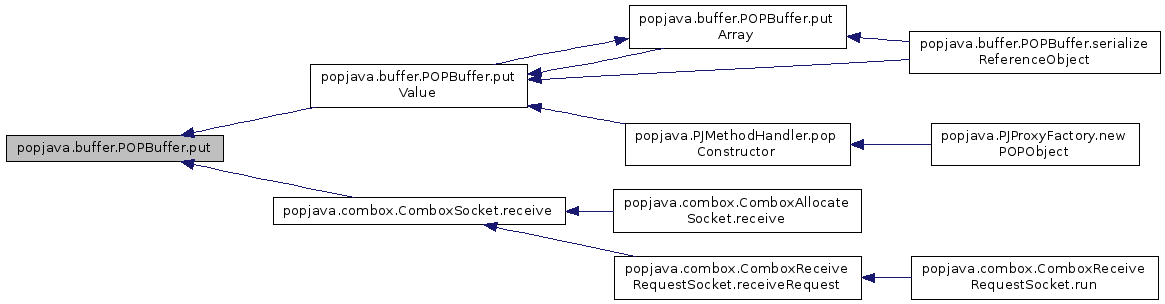 popjava.buffer.POPBuffer.put
Array
popjava.buffer.POPBuffer.serialize
ReferenceObject
popjava.buffer.POPBuffer.put
Value
popjava.PJMethodHandler.pop
Constructor
popjava.PJProxyFactory.new
POPObject
popjava.buffer.POPBuffer.put
popjava.combox.ComboxSocket.receive
popjava.combox.ComboxAllocate
Socket.receive
popjava.combox.ComboxReceive
RequestSocket.receiveRequest
popjava.combox.ComboxReceive
RequestSocket.run